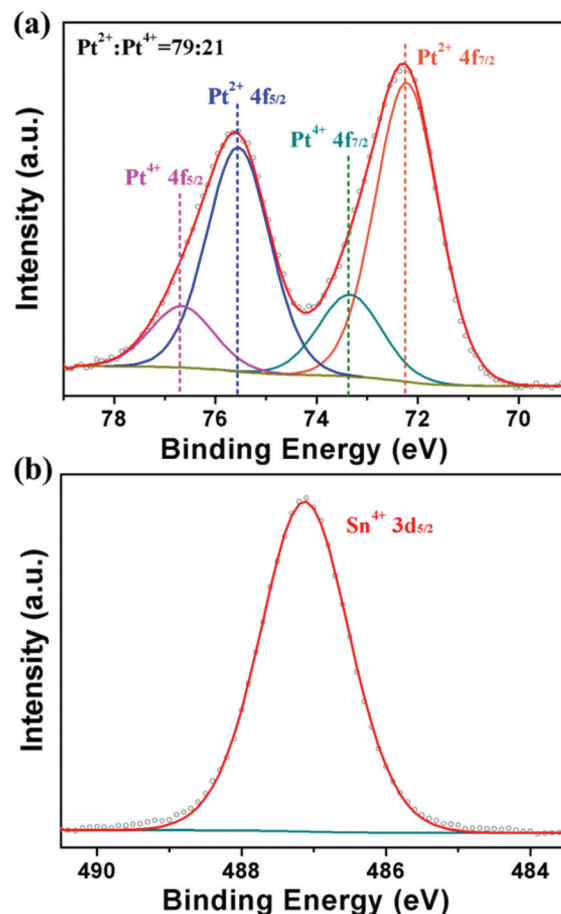 (a)
Pt²⁺:Pt⁴⁺=79:21
Pt²⁺ 4f₇/₂
Pt²⁺ 4f₅/₂
Pt⁴⁺ 4f₇/₂
Pt⁴⁺ 4f₅/₂
Intensity (a.u.)
78 76 74 72 70
Binding Energy (eV)
(b)
Sn⁴⁺ 3d₅/₂
Intensity (a.u.)
490 488 486 484
Binding Energy (eV)